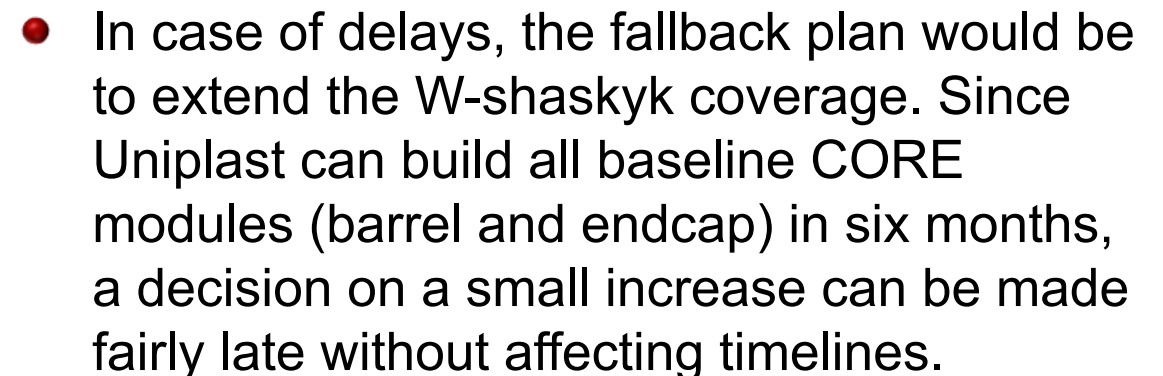 In case of delays, the fallback plan would be
to extend the W-shaskyk coverage. Since
Uniplast can build all baseline CORE
modules (barrel and endcap) in six months,
a decision on a small increase can be made
fairly late without affecting timelines.